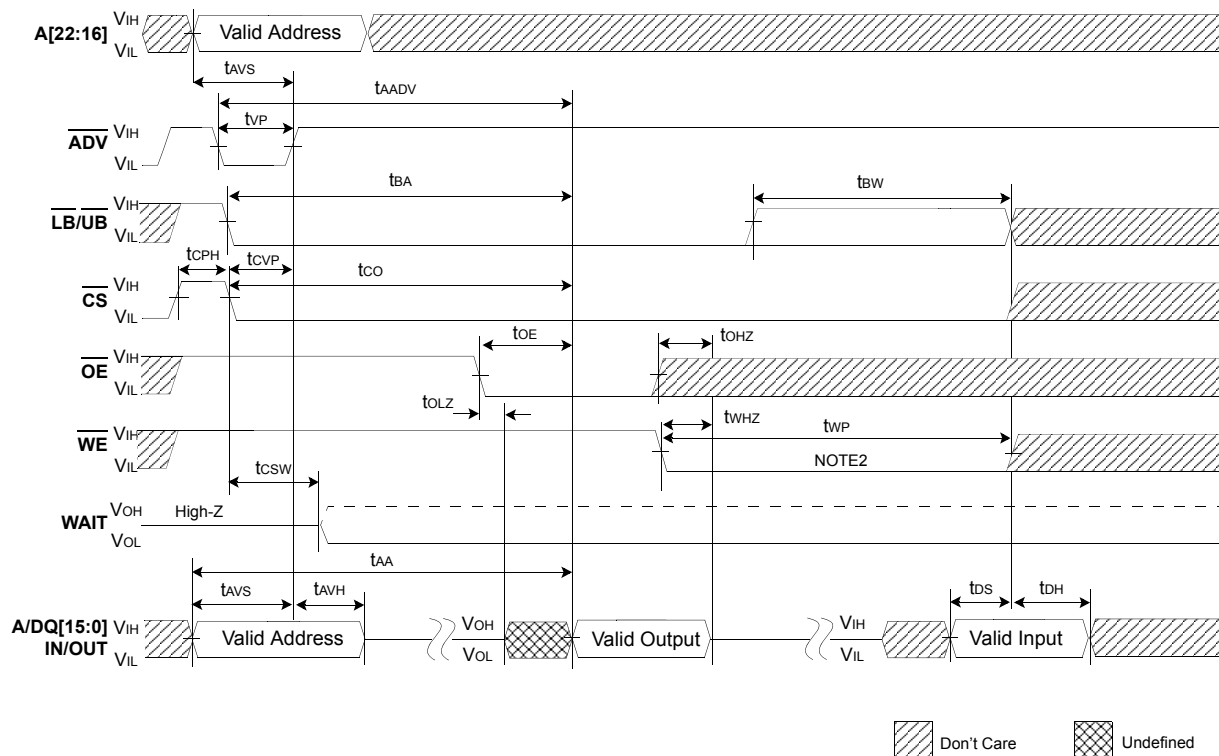 A[22:16] VIH Valid Address
VIL
tAVS
tAADV
tVP
ADV VIH
VIL
tBA
tBW
LB/UB VIH
VIL
tCPH tCVP tCO
CS VIH
VIL
tOE tOHZ
OE VIH
VIL
tOLZ tWHZ tWP
WE VIH
VIL
NOTE2
tCSW
WAIT VOH High-Z
VOL
tAA
tAVS tAVH tDS tDH
A/DQ[15:0] VIH Valid Address VOH Valid Output VIH Valid Input
IN/OUT VIL VOL VIL
Don't Care Undefined